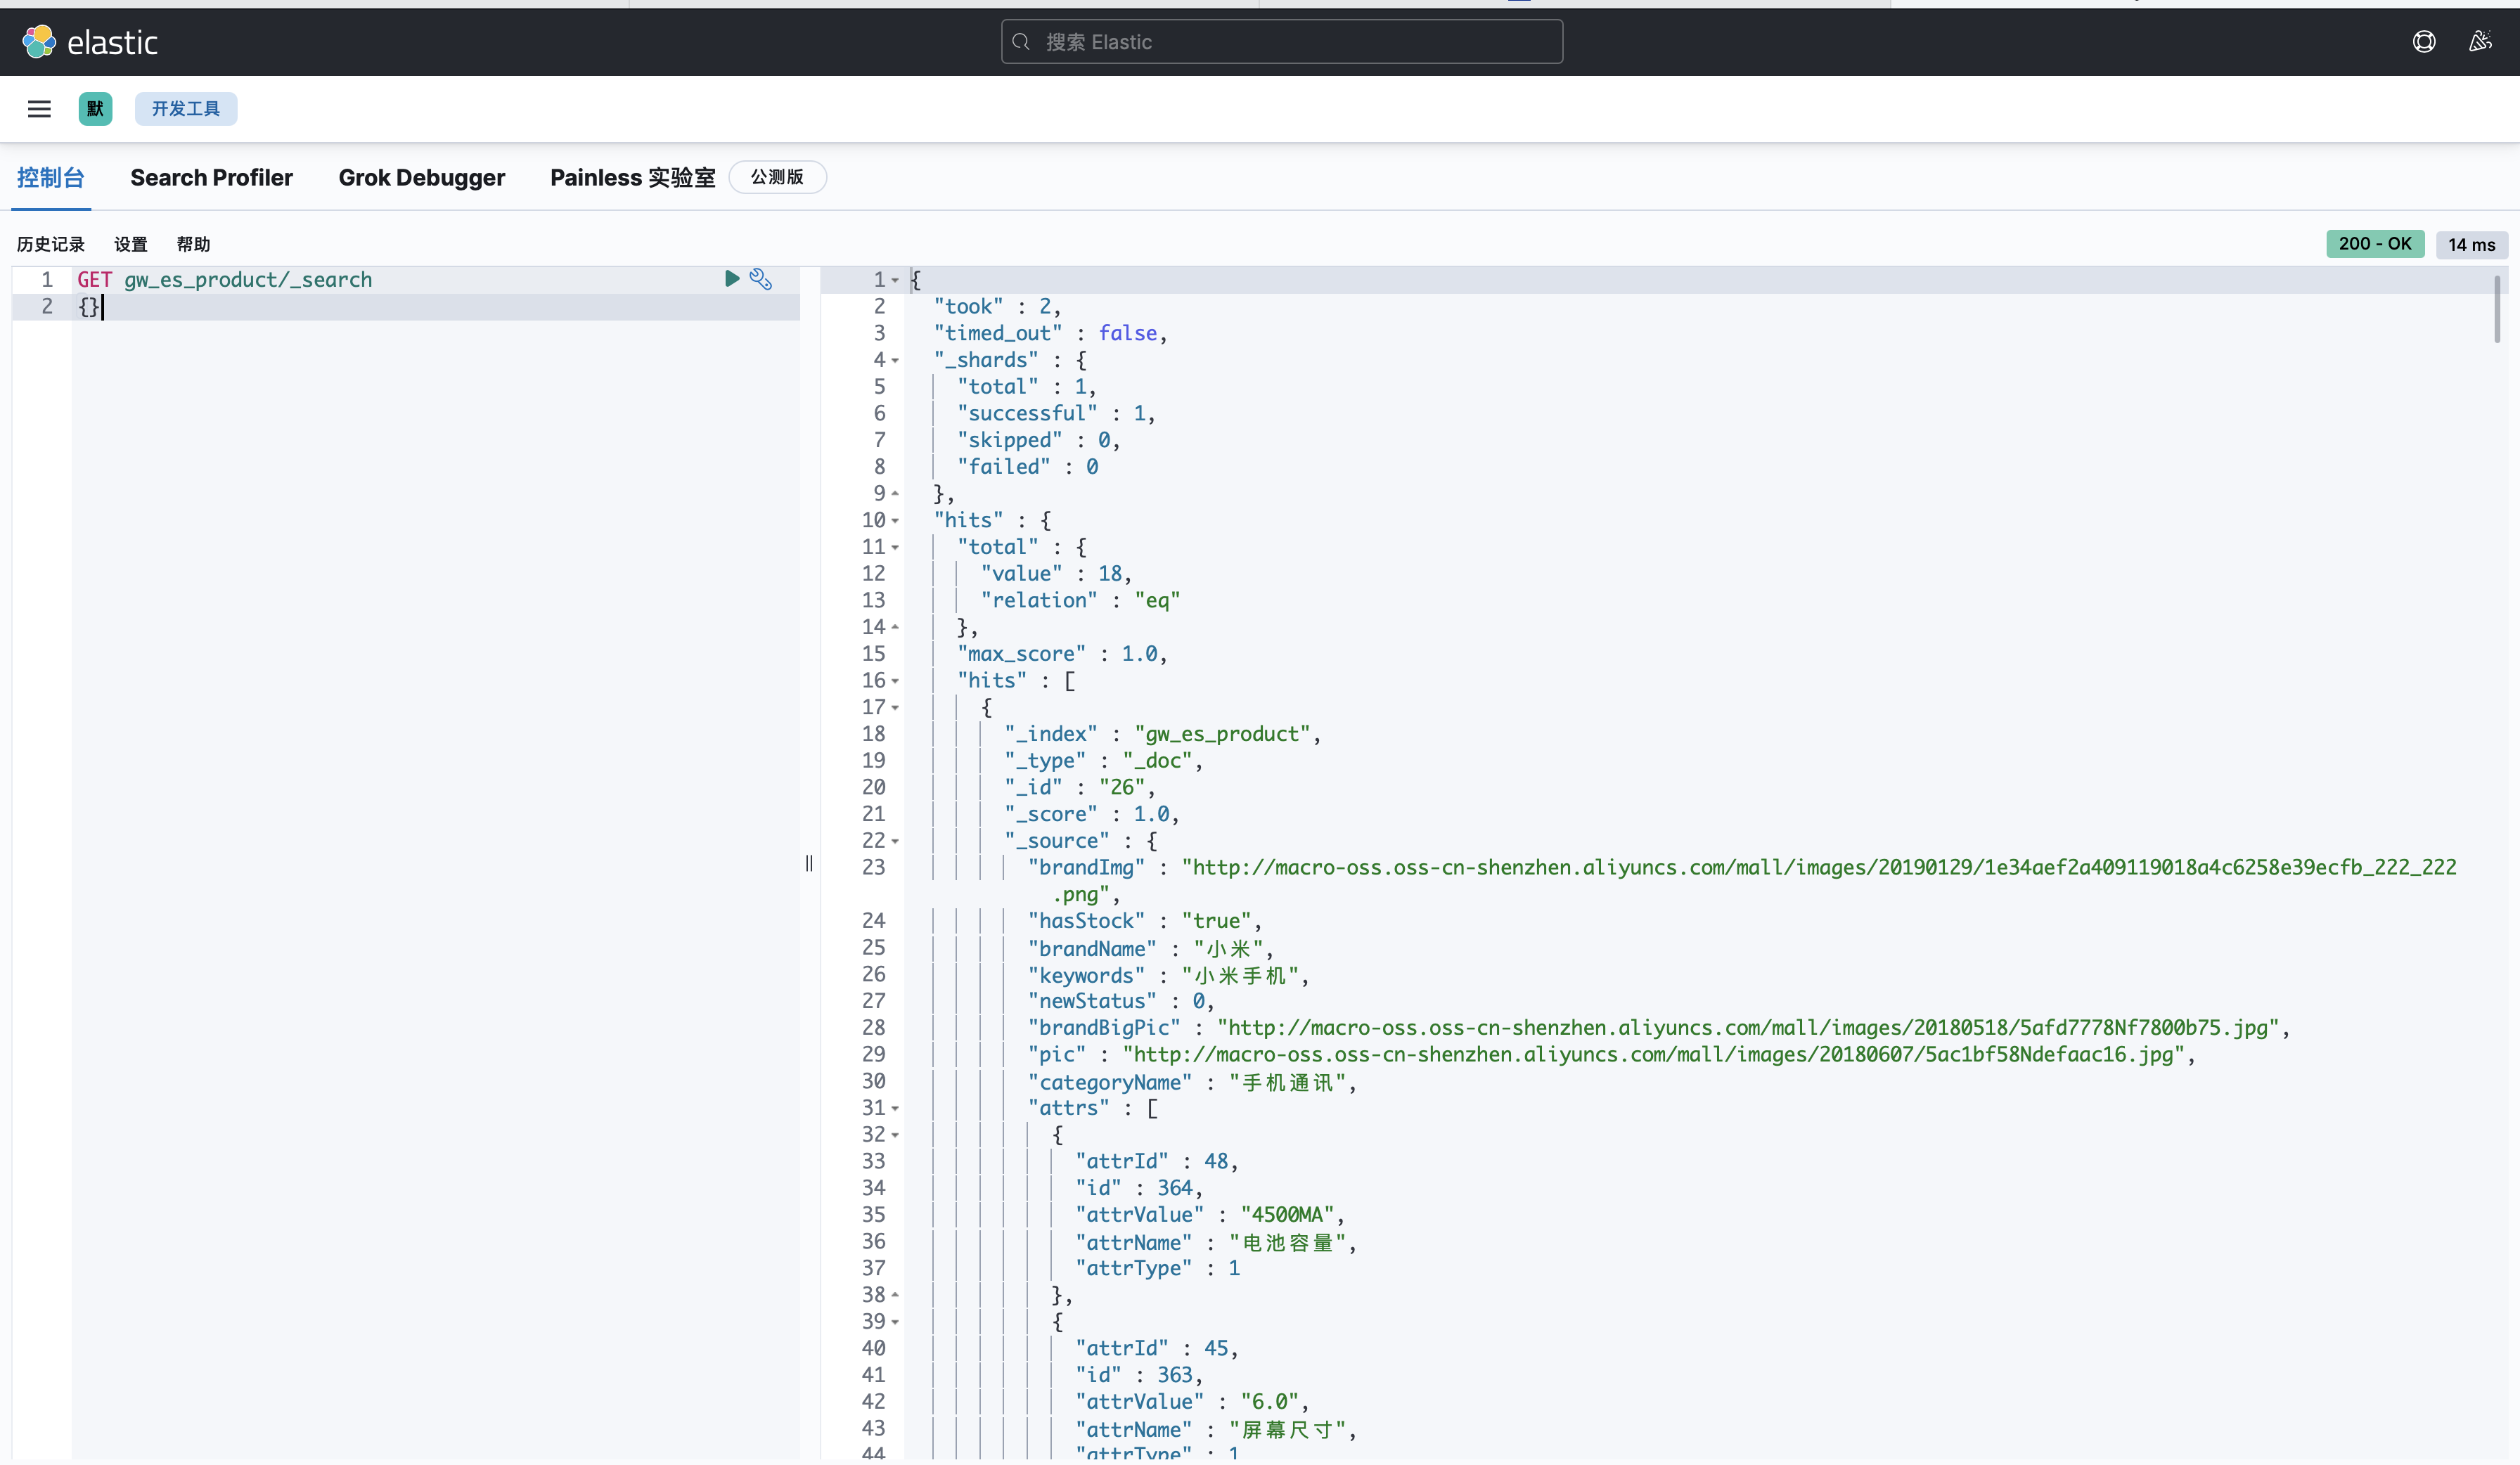 elastic
搜索 Elastic
默
开发工具
控制台 Search Profiler Grok Debugger Painless 实验室 公测版
历史记录 设置 帮助
200 - OK 14 ms
1 GET gw_es_product/_search
2 {}
1 {
2 "took" : 2,
3 "timed_out" : false,
4 "_shards" : {
5 "total" : 1,
6 "successful" : 1,
7 "skipped" : 0,
8 "failed" : 0
9 },
10 "hits" : {
11 "total" : {
12 "value" : 18,
13 "relation" : "eq"
14 },
15 "max_score" : 1.0,
16 "hits" : [
17 {
18 "_index" : "gw_es_product",
19 "_type" : "_doc",
20 "_id" : "26",
21 "_score" : 1.0,
22 "_source" : {
23 "brandImg" : "http://macro-oss.oss-cn-shenzhen.aliyuncs.com/mall/images/20190129/1e34aef2a409119018a4c6258e39ecfb_222_222
.png",
24 "hasStock" : "true",
25 "brandName" : "小米",
26 "keywords" : "小米手机",
27 "newStatus" : 0,
28 "brandBigPic" : "http://macro-oss.oss-cn-shenzhen.aliyuncs.com/mall/images/20180518/5afd7778Nf7800b75.jpg",
29 "pic" : "http://macro-oss.oss-cn-shenzhen.aliyuncs.com/mall/images/20180607/5ac1bf58Ndefaac16.jpg",
30 "categoryName" : "手机通讯",
31 "attrs" : [
32 {
33 "attrId" : 48,
34 "id" : 364,
35 "attrValue" : "4500MA",
36 "attrName" : "电池容量",
37 "attrType" : 1
38 },
39 {
40 "attrId" : 45,
41 "id" : 363,
42 "attrValue" : "6.0",
43 "attrName" : "屏幕尺寸",
44 "attrType" : 1